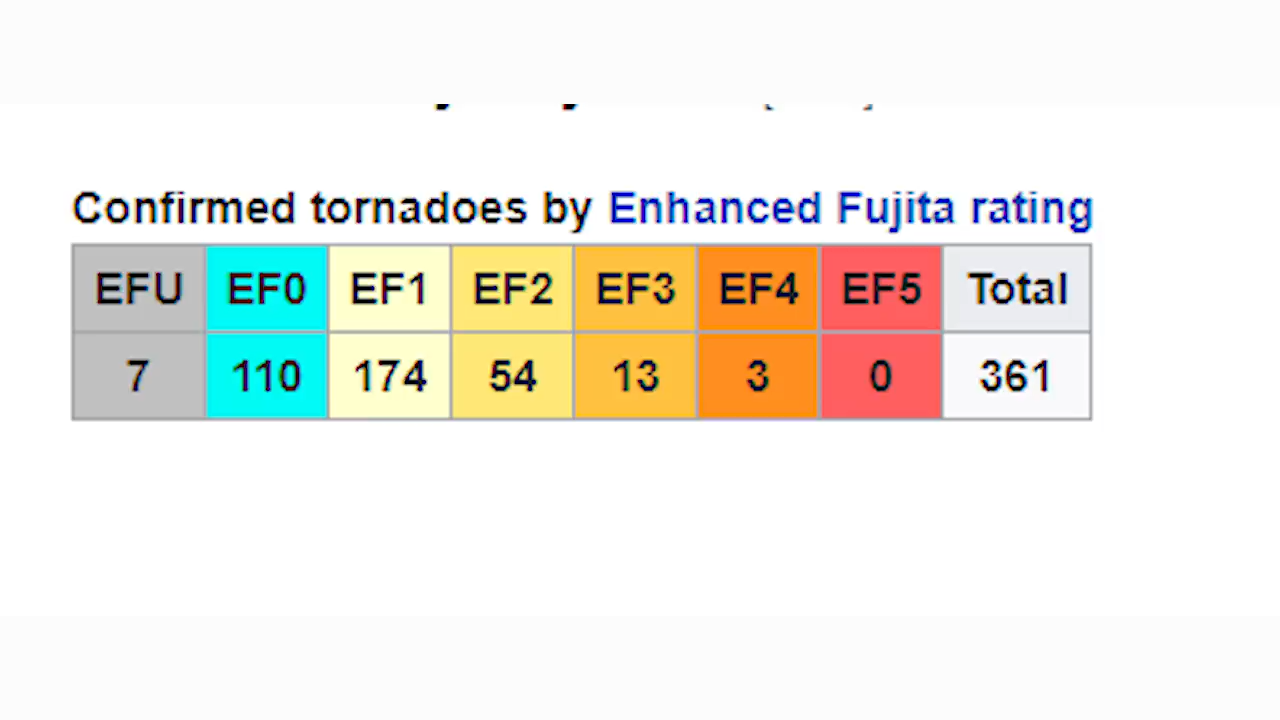 Confirmed tornadoes by Enhanced Fujita rating
EFU EF0 EF1 EF2 EF3 EF4 EF5 Total
7 110 174 54 13 3 0 361